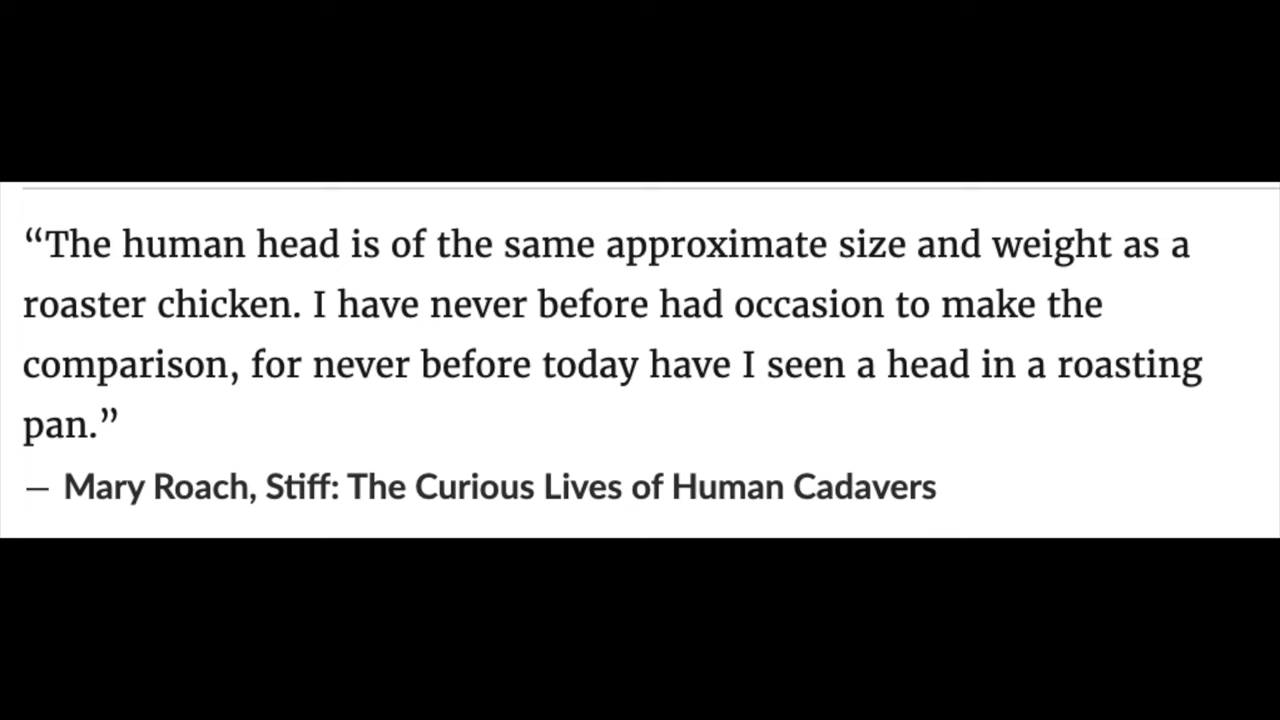 “The human head is of the same approximate size and weight as a
roaster chicken. I have never before had occasion to make the
comparison, for never before today have I seen a head in a roasting
pan.”
— Mary Roach, Stiff: The Curious Lives of Human Cadavers